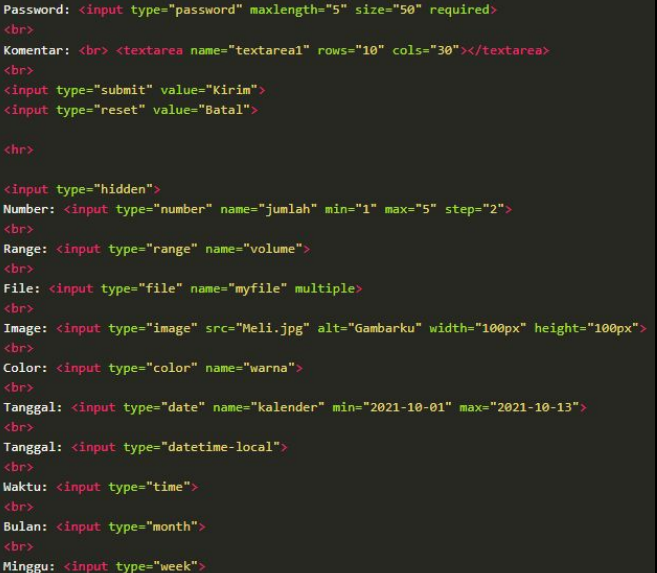 Password: <input type="password" maxlength="5" size="50" required>
<br>
Komentar: <br> <textarea name="textarea1" rows="10" cols="30"></textarea>
<br>
<input type="submit" value="Kirim">
<input type="reset" value="Batal">
<hr>
<input type="hidden">
Number: <input type="number" name="jumlah" min="1" max="5" step="2">
<br>
Range: <input type="range" name="volume">
<br>
File: <input type="file" name="myfile" multiple>
<br>
Image: <input type="image" src="Meli.jpg" alt="Gambarku" width="100px" height="100px">
<br>
Color: <input type="color" name="warna">
<br>
Tanggal: <input type="date" name="kalender" min="2021-10-01" max="2021-10-13">
<br>
Tanggal: <input type="datetime-local">
<br>
Waktu: <input type="time">
<br>
Bulan: <input type="month">
<br>
Minggu: <input type="week">